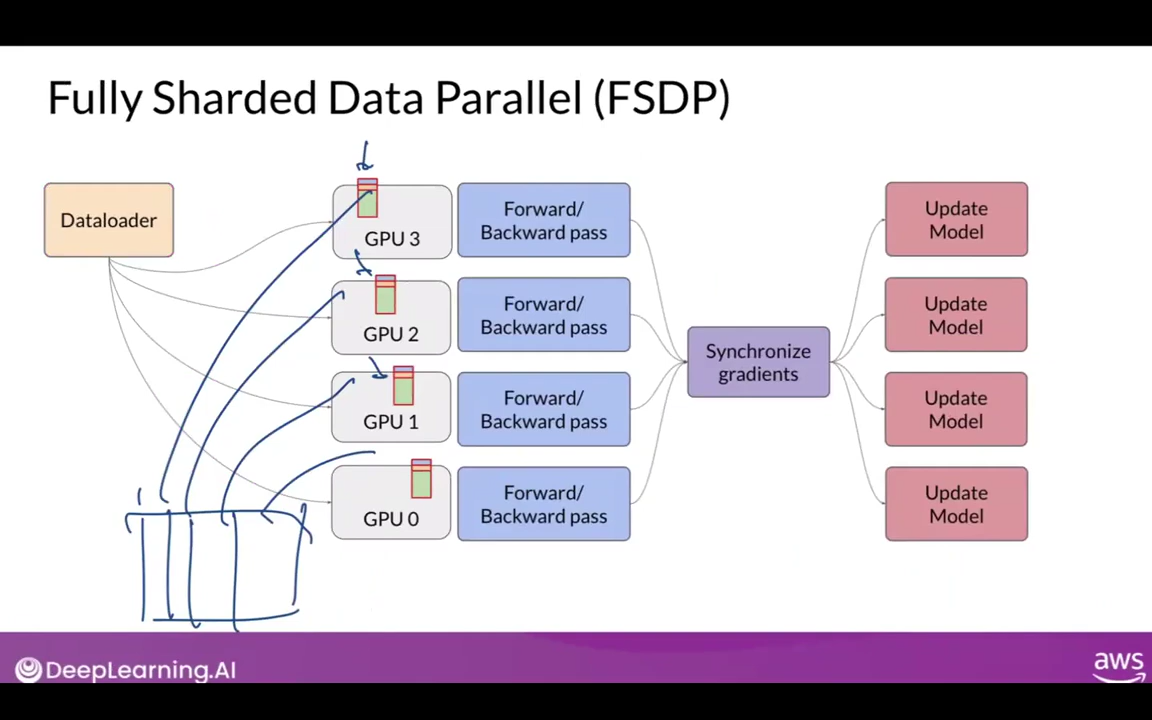 Fully Sharded Data Parallel (FSDP)
Dataloader
GPU 3
Forward/
Backward pass
Update
Model
GPU 2
Forward/
Backward pass
Update
Model
Synchronize
gradients
GPU 1
Forward/
Backward pass
Update
Model
GPU 0
Forward/
Backward pass
Update
Model
DeepLearning.AI
aws